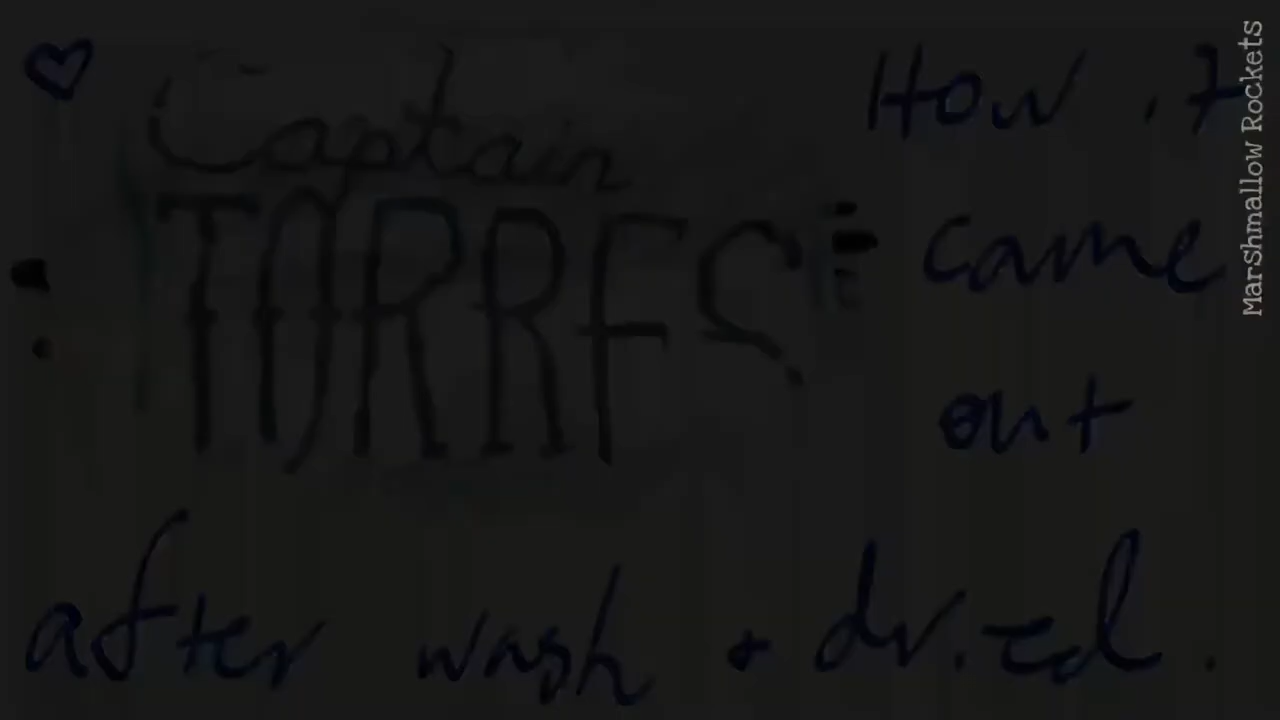 ♡ Captain
TORRES
How it
came
out
after wash + dried.
Marshmallow Rockets